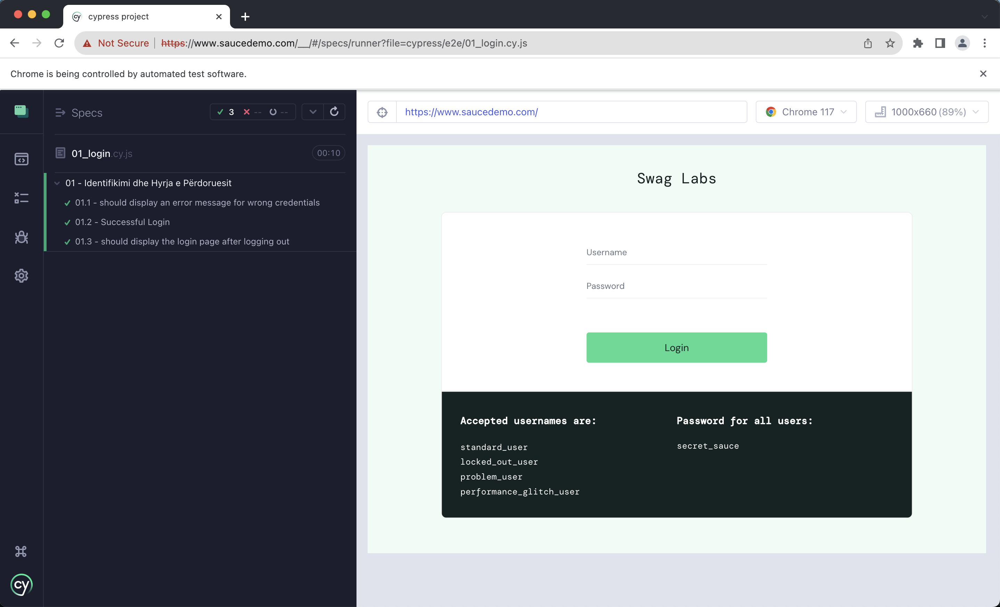 cypress project
Not Secure https://www.saucedemo.com/__/#/specs/runner?file=cypress/e2e/01_login.cy.js
Chrome is being controlled by automated test software.
Specs 3 -- --
https://www.saucedemo.com/ Chrome 117 1000x660 (89%)
01_login.cy.js 00:10
01 - Identifikimi dhe Hyrja e Përdoruesit
01.1 - should display an error message for wrong credentials
01.2 - Successful Login
01.3 - should display the login page after logging out
cy
Swag Labs
Username
Password
Login
Accepted usernames are:
standard_user
locked_out_user
problem_user
performance_glitch_user
Password for all users:
secret_sauce